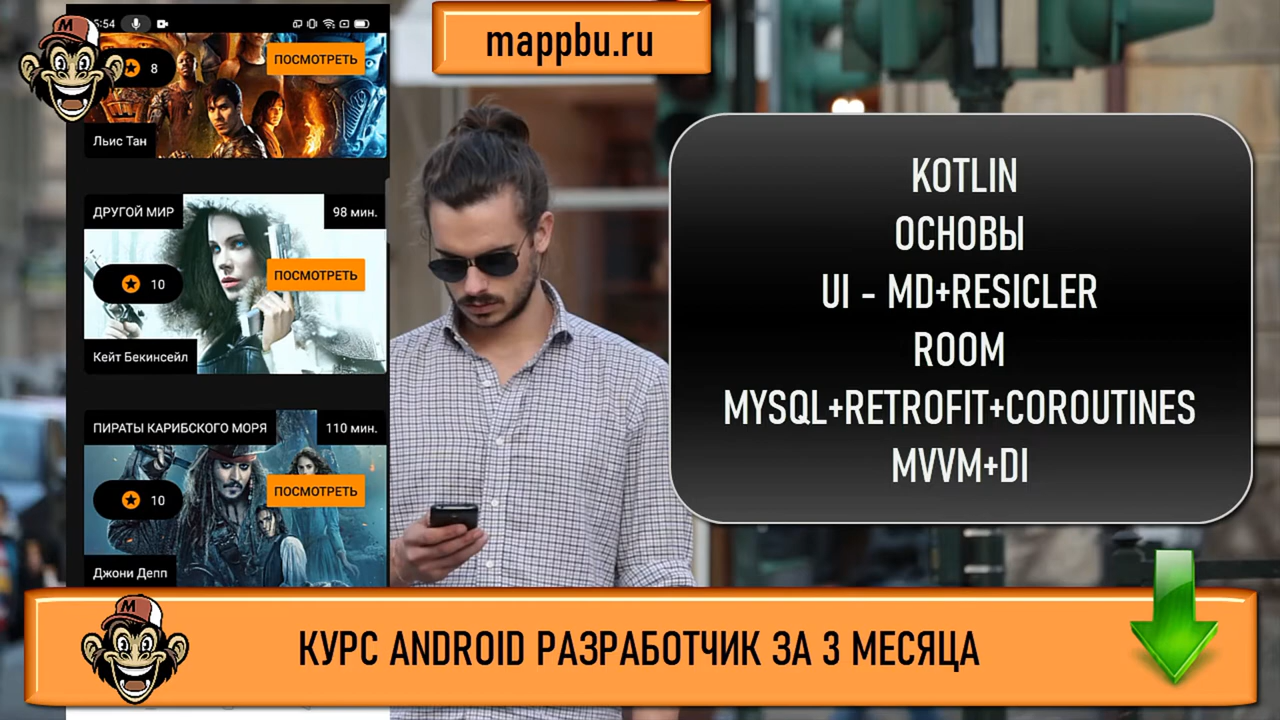 5:54
mappbu.ru
8
ПОСМОТРЕТЬ
Льис Тан
ДРУГОЙ МИР
98 мин.
10
ПОСМОТРЕТЬ
Кейт Бекинсейл
ПИРАТЫ КАРИБСКОГО МОРЯ
110 мин.
10
ПОСМОТРЕТЬ
Джони Депп
KOTLIN
ОСНОВЫ
UI - MD+RESICLER
ROOM
MYSQL+RETROFIT+COROUTINES
MVVM+DI
M
M
КУРС ANDROID РАЗРАБОТЧИК ЗА 3 МЕСЯЦА